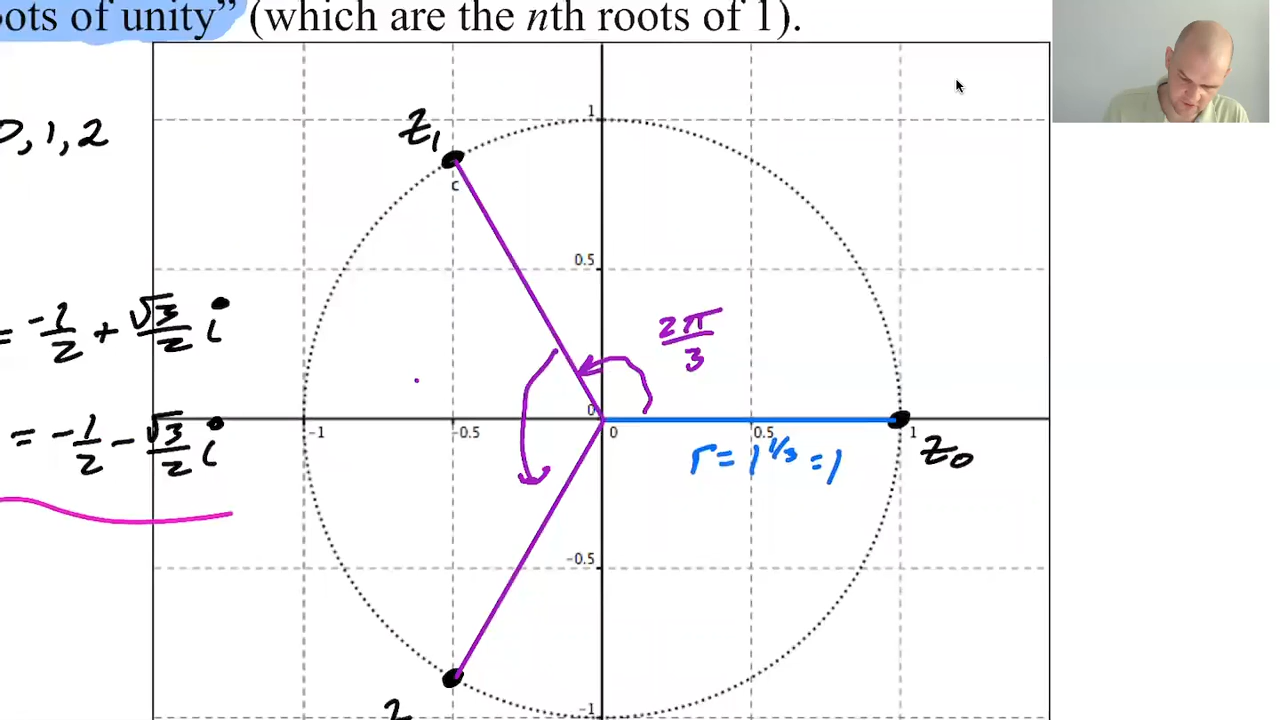 ots of unity” (which are the nth roots of 1).
0, 1, 2
z₁
1
c
0.5
2π/3
= -1/2 + √3/2 i
0
-1
-0.5
0
0.5
1
z₀
r = 1^{1/3} = 1
= -1/2 - √3/2 i
-0.5
-1